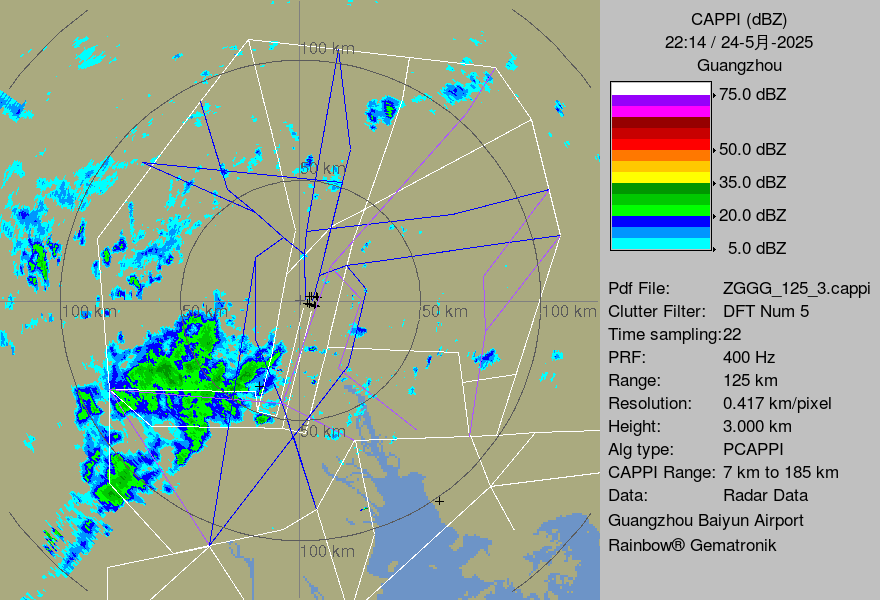 CAPPI (dBZ)
22:14 / 24-5月-2025
Guangzhou
75.0 dBZ
50.0 dBZ
35.0 dBZ
20.0 dBZ
5.0 dBZ
Pdf File: ZGGG_125_3.cappi
Clutter Filter: DFT Num 5
Time sampling:22
PRF: 400 Hz
Range: 125 km
Resolution: 0.417 km/pixel
Height: 3.000 km
Alg type: PCAPPI
CAPPI Range: 7 km to 185 km
Data: Radar Data
Guangzhou Baiyun Airport
Rainbow® Gematronik
100 km
50 km
100 km
50 km
50 km
100 km
50 km
100 km